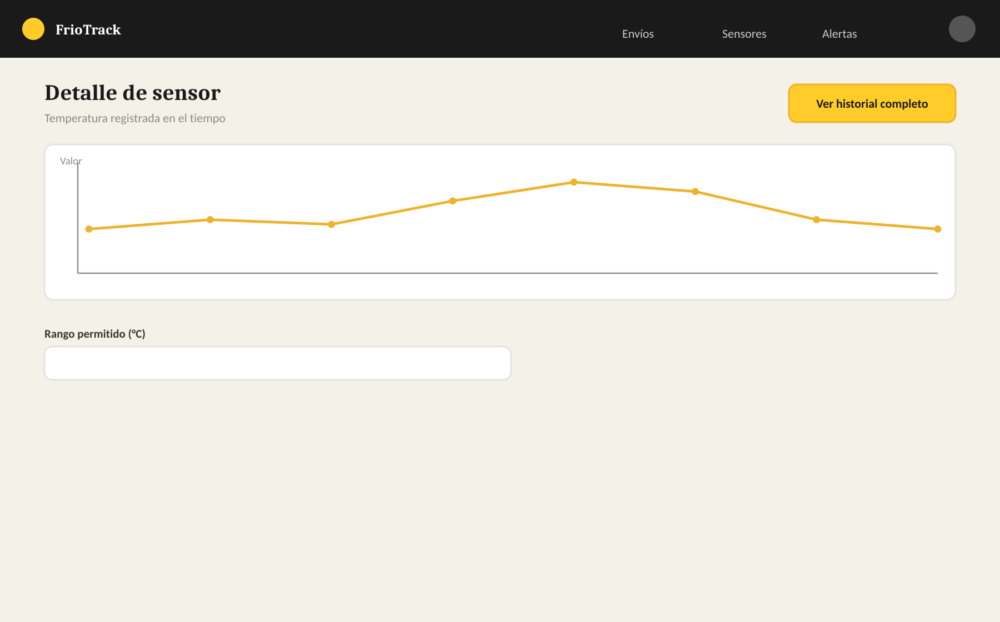 FrioTrack
Envíos
Sensores
Alertas
Detalle de sensor
Temperatura registrada en el tiempo
Ver historial completo
Valor
Rango permitido (°C)